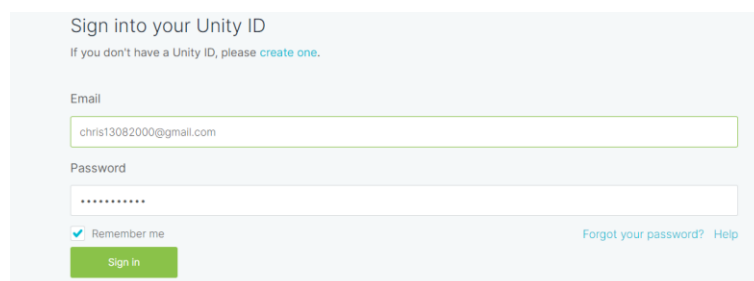 Sign into your Unity ID
If you don't have a Unity ID, please create one.
Email
chris13082000@gmail.com
Password
•••••••••••
Remember me
Forgot your password? Help
Sign in